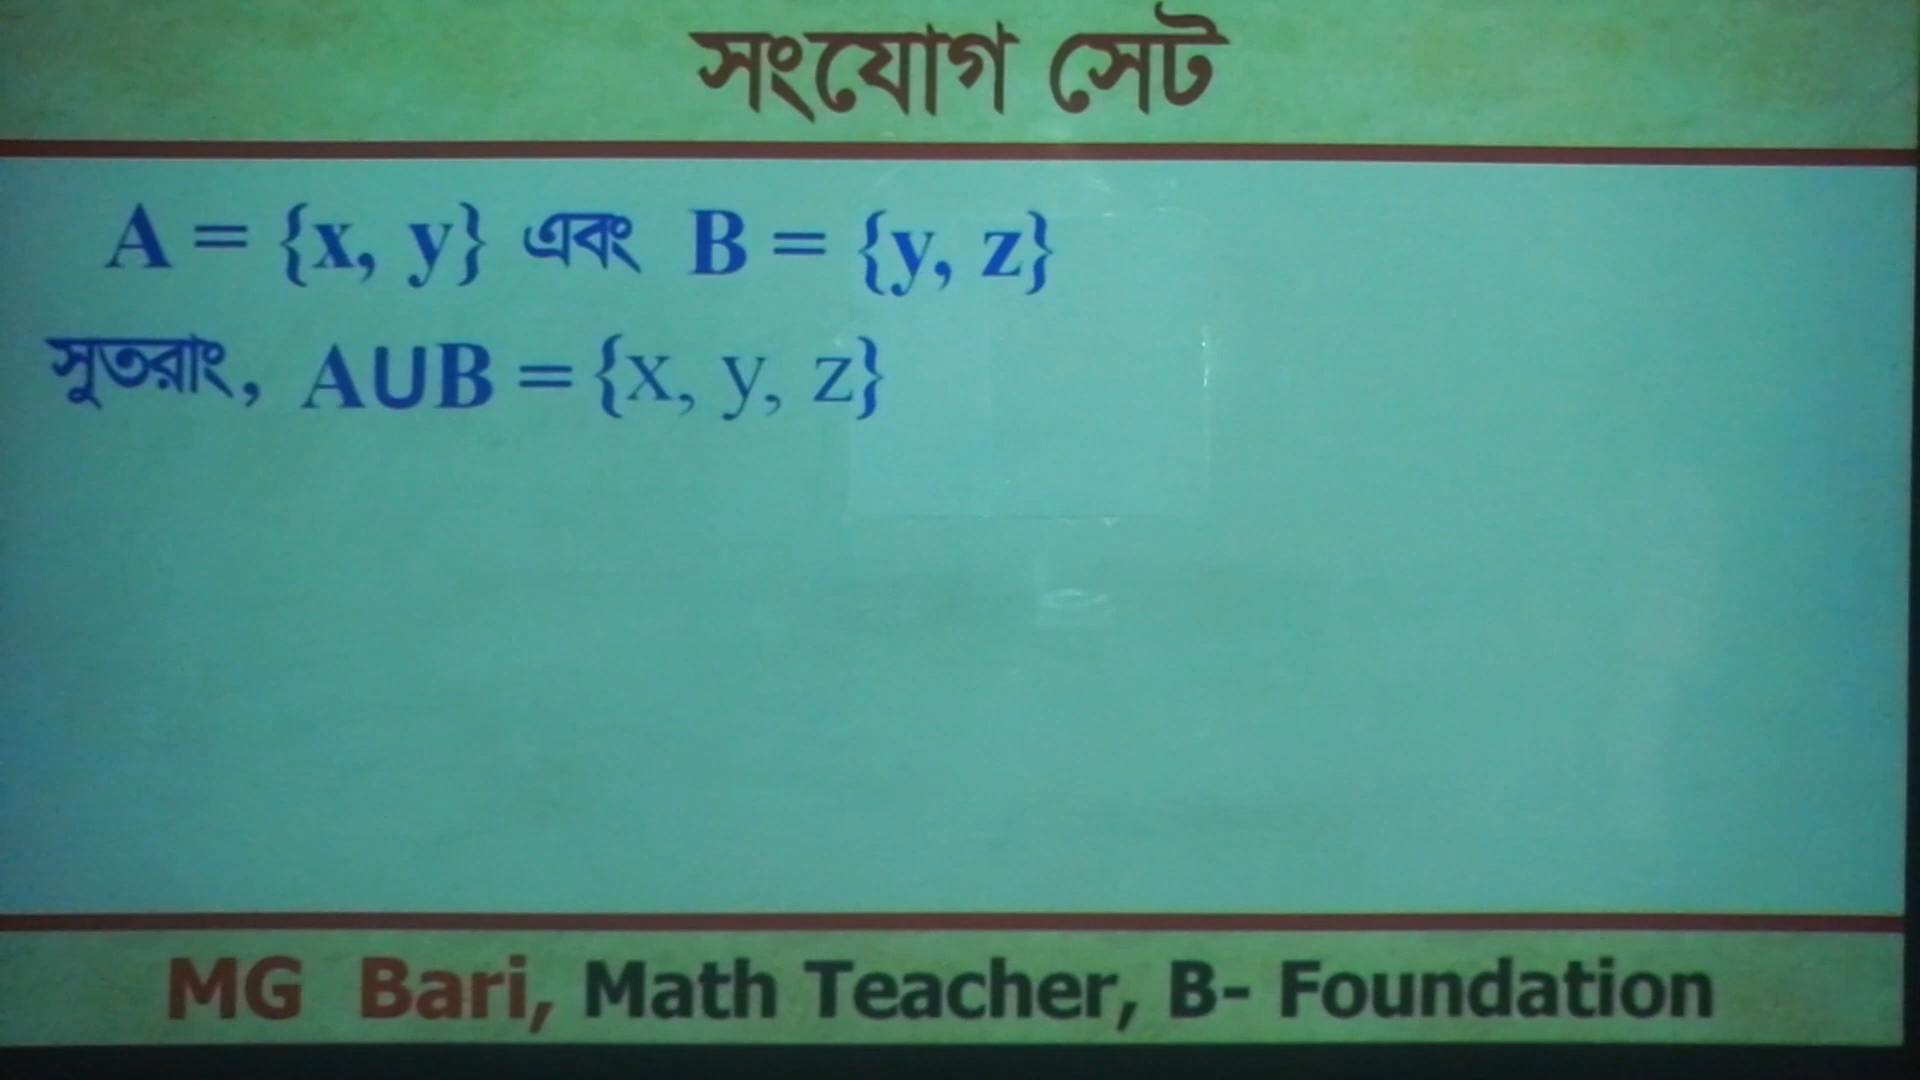 সংযোগ সেট
A = {x, y} এবং B = {y, z}
সুতরাং, AUB = {x, y, z}
MG Bari, Math Teacher, B- Foundation